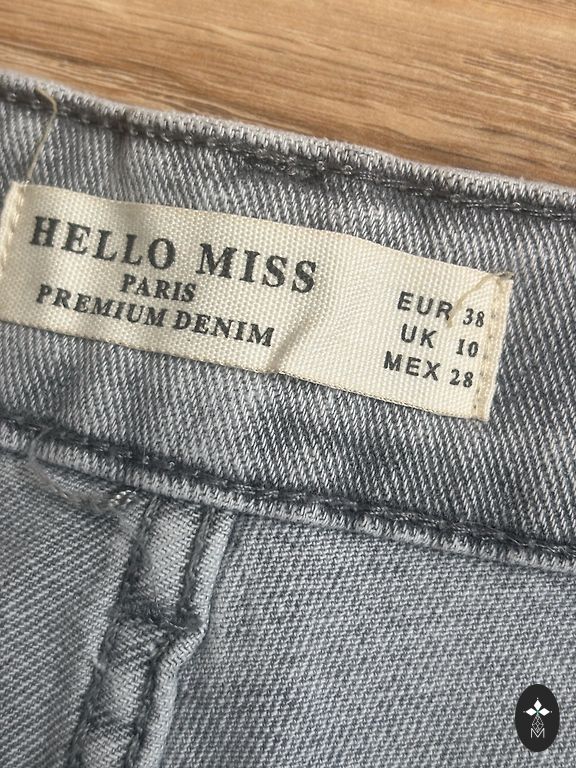 HELLO MISS
PARIS
PREMIUM DENIM
EUR 38
UK 10
MEX 28
M